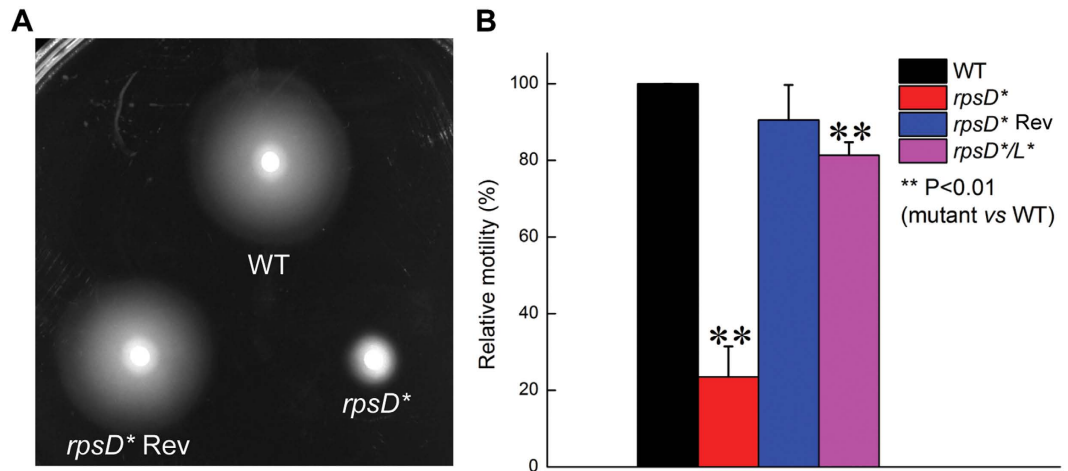 A
WT
rpsD* Rev
rpsD*
B
Relative motility (%)
100
80
60
40
20
0
WT
rpsD*
rpsD* Rev
rpsD*/L*
** P<0.01
(mutant vs WT)
**
**